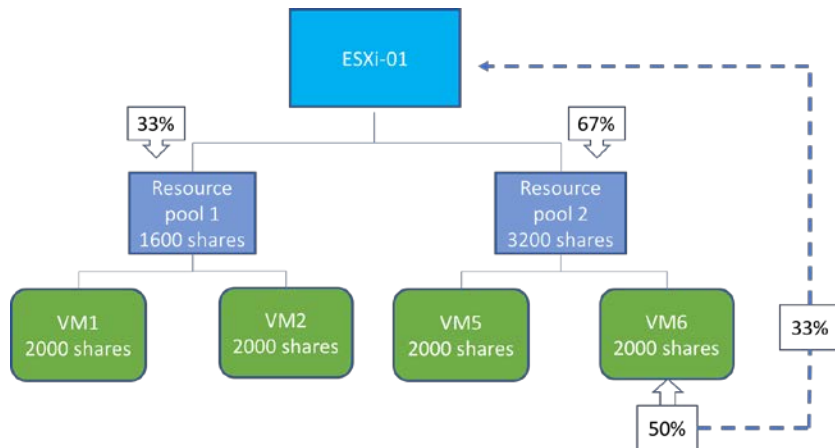 ESXi-01
33%
67%
Resource
pool 1
1600 shares
Resource
pool 2
3200 shares
VM1
2000 shares
VM2
2000 shares
VM5
2000 shares
VM6
2000 shares
33%
50%